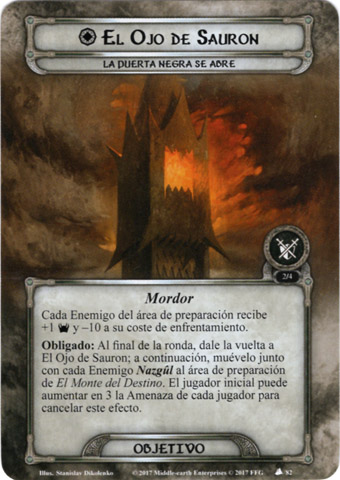 El Ojo de Sauron
La Puerta Negra se Abre
2/4
Mordor
Cada Enemigo del área de preparación recibe
+1 y –10 a su coste de enfrentamiento.
Obligado: Al final de la ronda, dale la vuelta a
El Ojo de Sauron; a continuación, muévelo junto
con cada Enemigo Nazgûl al área de preparación
de El Monte del Destino. El jugador inicial puede
aumentar en 3 la Amenaza de cada jugador para
cancelar este efecto.
Objetivo
Illus. Stanislav Dikolenko ©2017 Middle-earth Enterprises © 2017 FFG 82